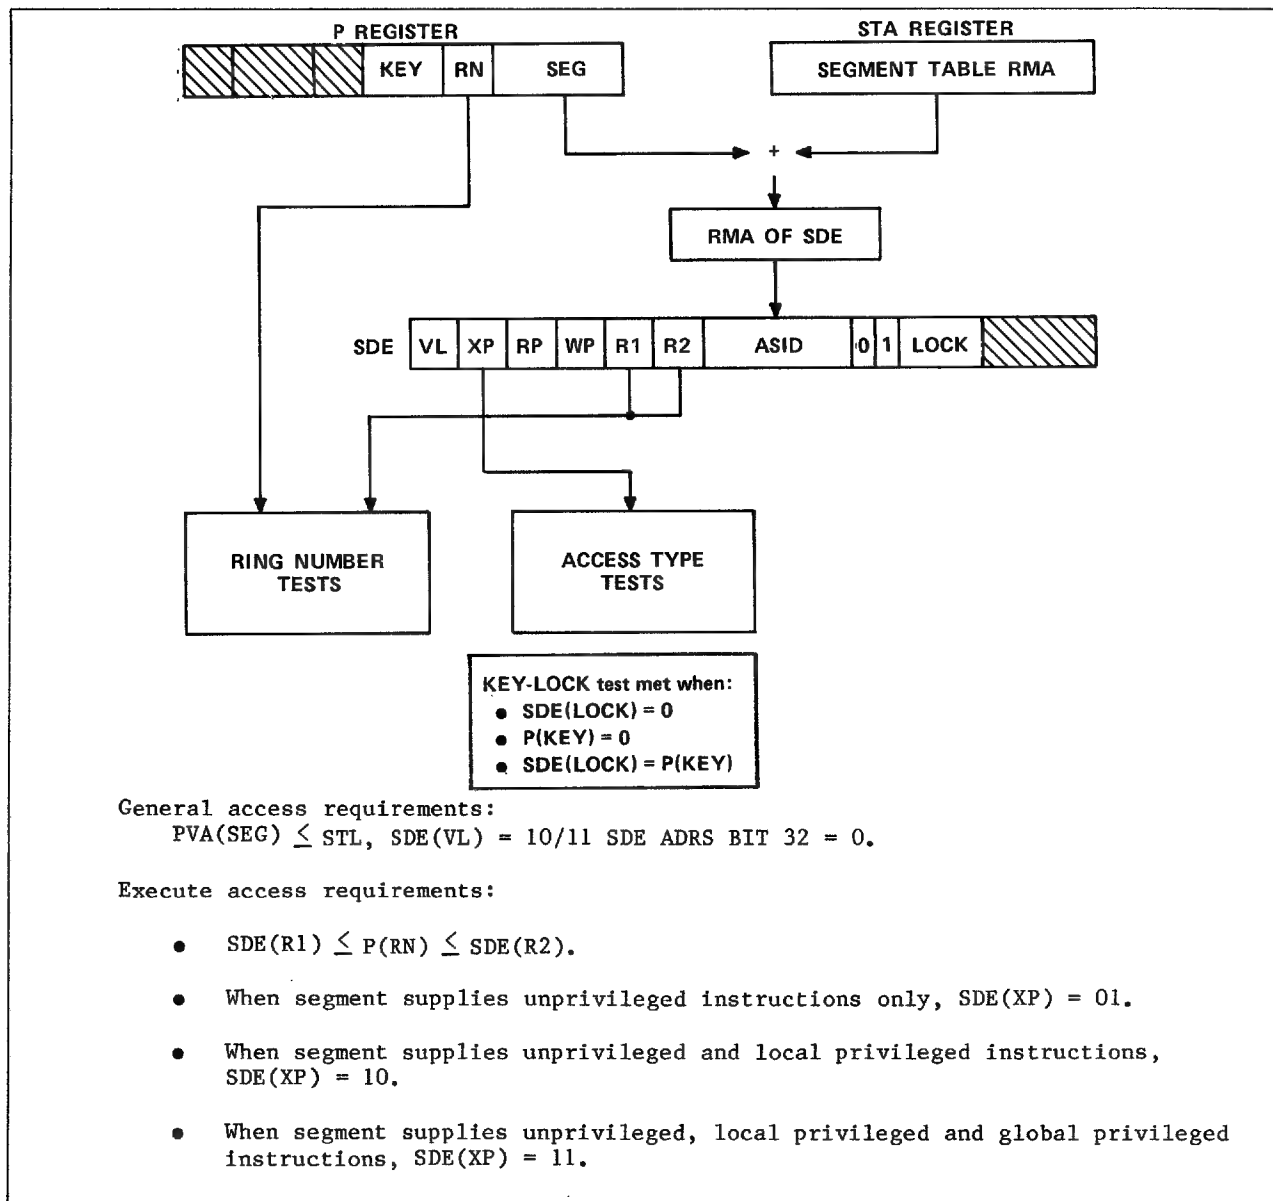 P REGISTER
STA REGISTER
KEY RN SEG
SEGMENT TABLE RMA
+
RMA OF SDE
SDE VL XP RP WP R1 R2 ASID 0 1 LOCK
RING NUMBER
TESTS
ACCESS TYPE
TESTS
KEY-LOCK test met when:
• SDE(LOCK) = 0
• P(KEY) = 0
• SDE(LOCK) = P(KEY)
General access requirements:
PVA(SEG) ≤ STL, SDE(VL) = 10/11 SDE ADRS BIT 32 = 0.
Execute access requirements:
• SDE(R1) ≤ P(RN) ≤ SDE(R2).
• When segment supplies unprivileged instructions only, SDE(XP) = 01.
• When segment supplies unprivileged and local privileged instructions,
SDE(XP) = 10.
• When segment supplies unprivileged, local privileged and global privileged
instructions, SDE(XP) = 11.